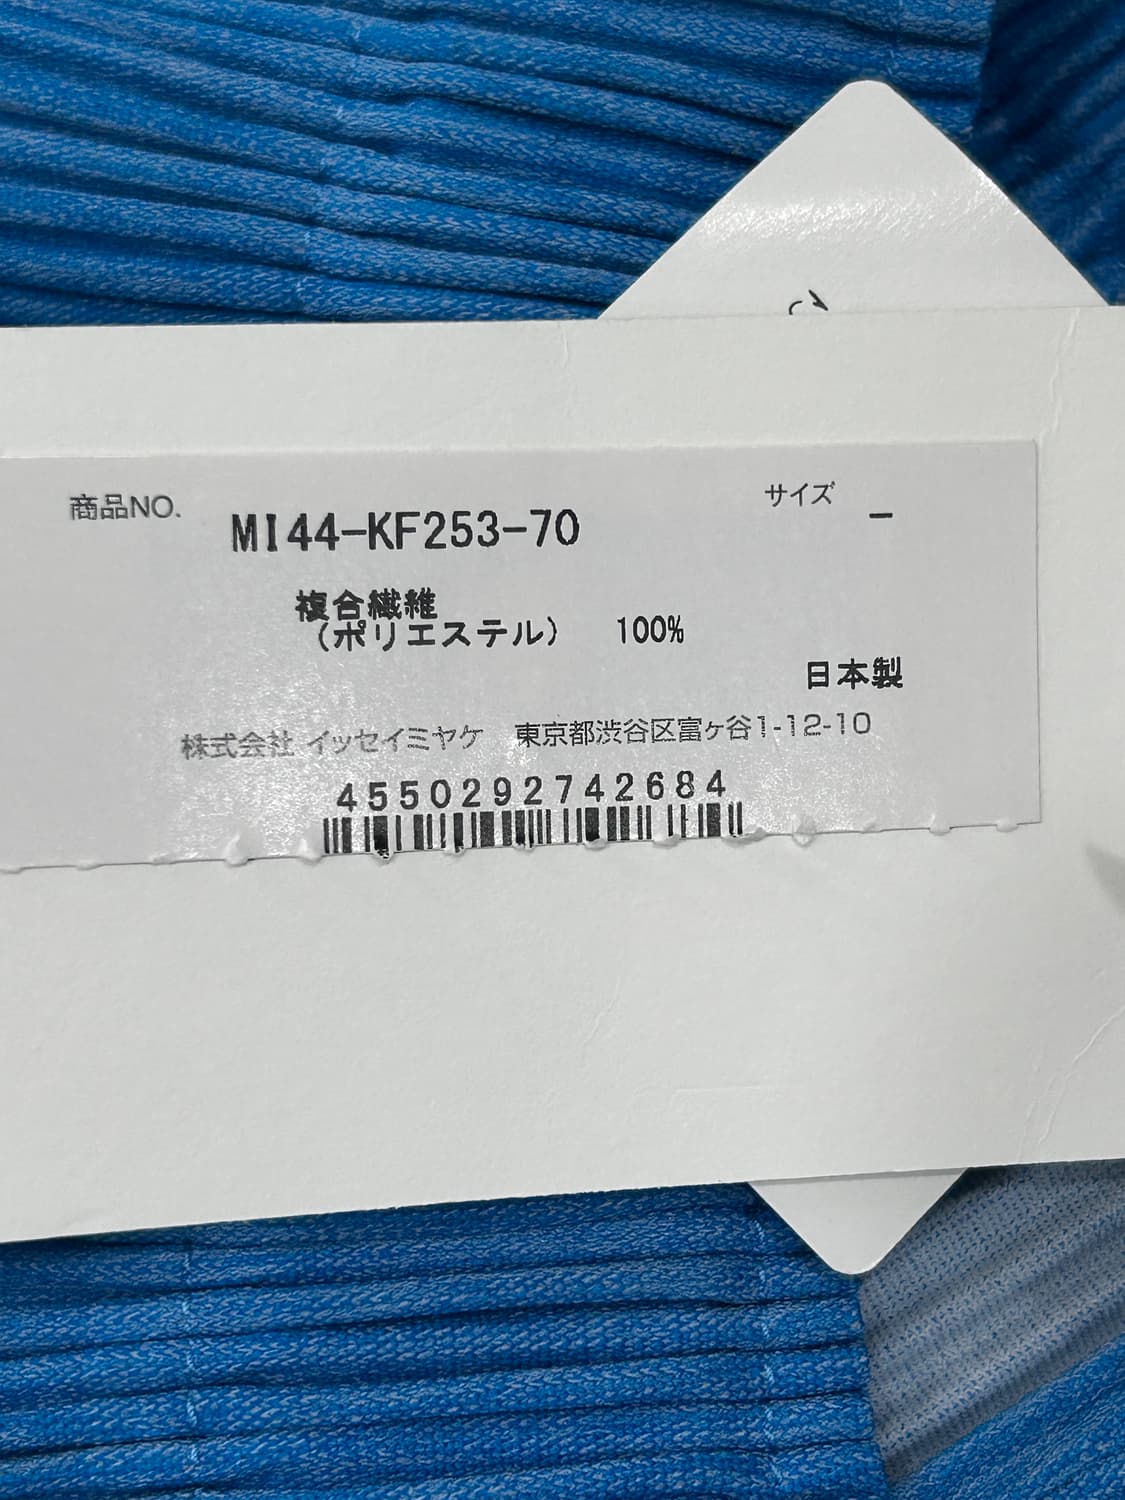 商品NO.
MI44-KF253-70
サイズ
-
複合繊維
(ポリエステル) 100%
日本製
株式会社 イッセイミヤケ 東京都渋谷区富ヶ谷1-12-10
4550292742684